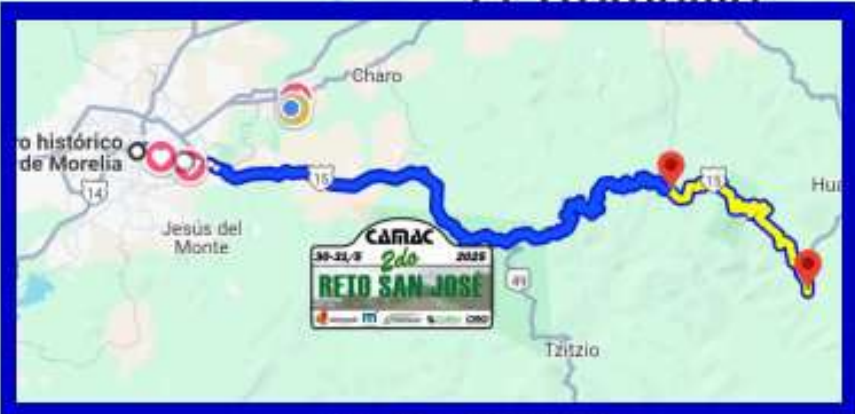 Charo
ro histórico
de Morelia
15
15
14
Hua
Jesús del
Monte
CAMAC
30-31/5 2do 2025
RETO SAN JOSÉ
49
Tzitzio